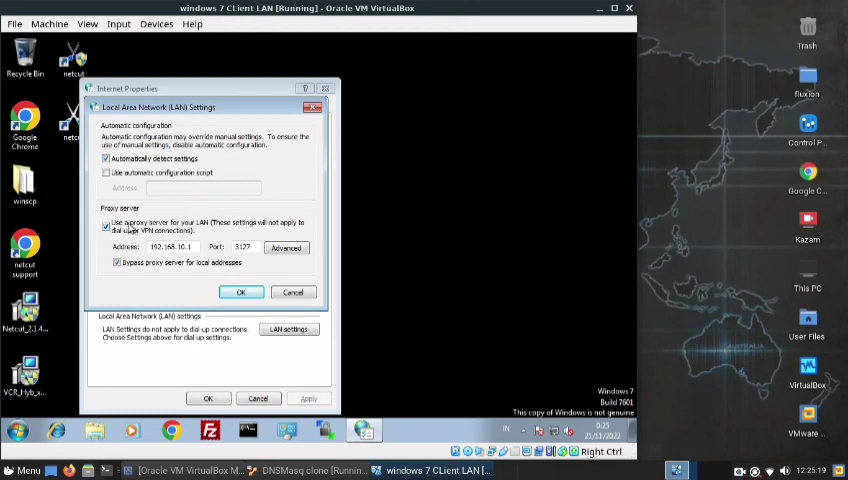 windows 7 CLient LAN [Running] - Oracle VM VirtualBox
File Machine View Input Devices Help
Recycle Bin
netcut
Google
Chrome
winscp
netcut
support
Netcut_2.1.4...
VCR_Hyb_x...
Internet Properties
Local Area Network (LAN) Settings
Automatic configuration
Automatic configuration may override manual settings. To ensure the
use of manual settings, disable automatic configuration.
Automatically detect settings
Use automatic configuration script
Address
Proxy server
Use a proxy server for your LAN (These settings will not apply to
dial-up or VPN connections).
Address: 192.168.10.1 Port: 3127 Advanced
Bypass proxy server for local addresses
OK Cancel
Local Area Network (LAN) settings
LAN Settings do not apply to dial-up connections.
Choose Settings above for dial-up settings.
LAN settings
OK Cancel Apply
Windows 7
Build 7601
This copy of Windows is not genuine
IN
0:25
21/11/2022
Right Ctrl
Trash
fluxion
Control P...
Google C...
Kazam
This PC
User Files
VirtualBox
VMware ...
AUSTRALIA
Menu
[Oracle VM VirtualBox M...
DNSMasq clone [Runnin...
windows 7 CLient LAN [...
12:25:19